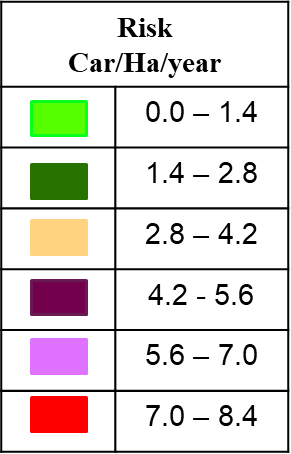 Risk
Car/Ha/year
0.0 – 1.4
1.4 – 2.8
2.8 – 4.2
4.2 - 5.6
5.6 – 7.0
7.0 – 8.4